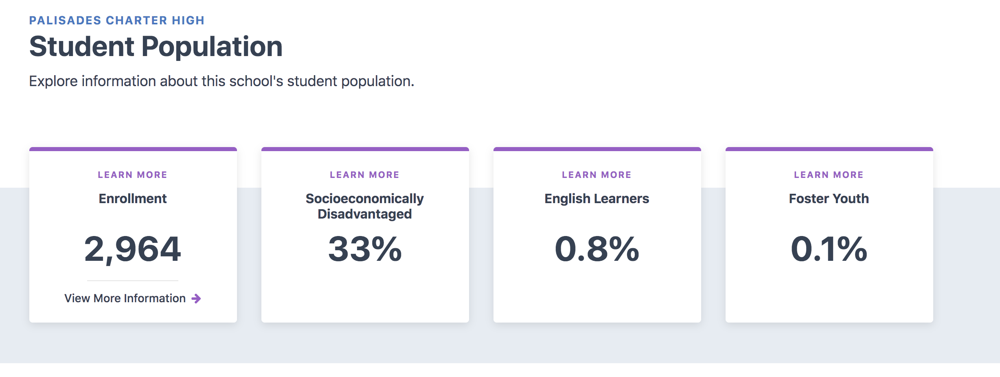 PALISADES CHARTER HIGH
Student Population
Explore information about this school's student population.
LEARN MORE
Enrollment
2,964
View More Information
LEARN MORE
Socioeconomically
Disadvantaged
33%
LEARN MORE
English Learners
0.8%
LEARN MORE
Foster Youth
0.1%